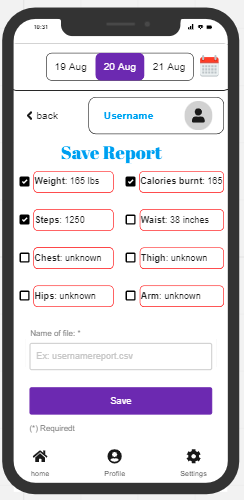 10:31
19 Aug 20 Aug 21 Aug
back Username
Save Report
Weight: 165 lbs Calories burnt: 165
Steps: 1250 Waist: 38 inches
Chest: unknown Thigh: unknown
Hips: unknown Arm: unknown
Name of file: *
Ex: usernamereport.csv
Save
(*) Requiredt
home Profile Settings